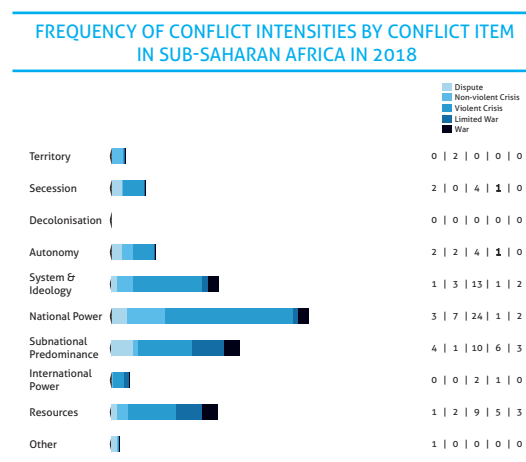 FREQUENCY OF CONFLICT INTENSITIES BY CONFLICT ITEM
IN SUB-SAHARAN AFRICA IN 2018
Dispute
Non-violent Crisis
Violent Crisis
Limited War
War
Territory 0 | 2 | 0 | 0 | 0
Secession 2 | 0 | 4 | 1 | 0
Decolonisation 0 | 0 | 0 | 0 | 0
Autonomy 2 | 2 | 4 | 1 | 0
System &
Ideology 1 | 3 | 13 | 1 | 2
National Power 3 | 7 | 24 | 1 | 2
Subnational
Predominance 4 | 1 | 10 | 6 | 3
International
Power 0 | 0 | 2 | 1 | 0
Resources 1 | 2 | 9 | 5 | 3
Other 1 | 0 | 0 | 0 | 0